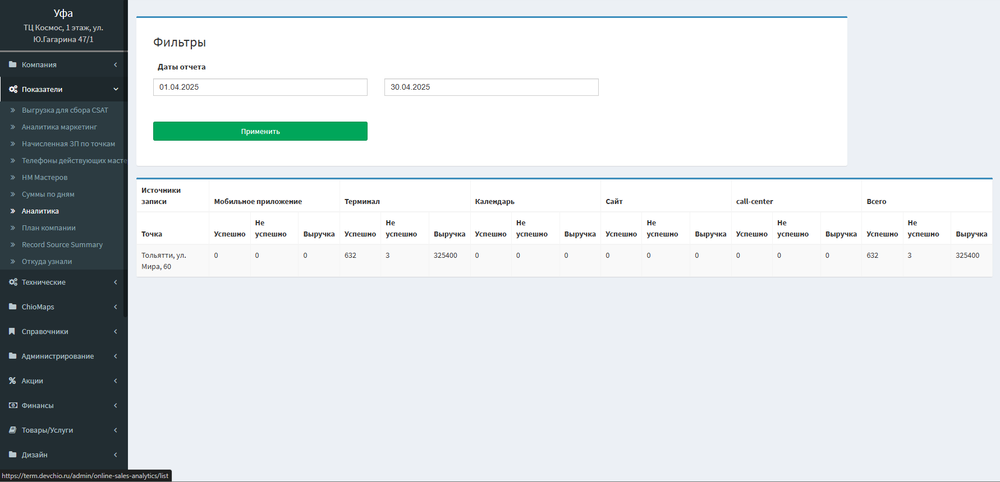 Уфа
ТЦ Космос, 1 этаж, ул.
Ю.Гагарина 47/1
Компания
Показатели
Выгрузка для сбора CSAT
Аналитика маркетинг
Начисленная ЗП по точкам
Телефоны действующих масте
НМ Мастеров
Суммы по дням
Аналитика
План компании
Record Source Summary
Откуда узнали
Технические
ChioMaps
Справочники
Администрирование
Акции
Финансы
Товары/Услуги
Дизайн
https://term.devchio.ru/admin/online-sales-analytics/list
Фильтры
Даты отчета
01.04.2025 30.04.2025
Применить
Источники
записи Мобильное приложение Терминал Календарь Сайт call-center Всего
Не Не Не Не Не Не
Точка Успешно успешно Выручка Успешно успешно Выручка Успешно успешно Выручка Успешно успешно Выручка Успешно успешно Выручка Успешно успешно Выручка
Тольятти, ул. 0 0 0 632 3 325400 0 0 0 0 0 0 0 0 0 632 3 325400
Мира, 60